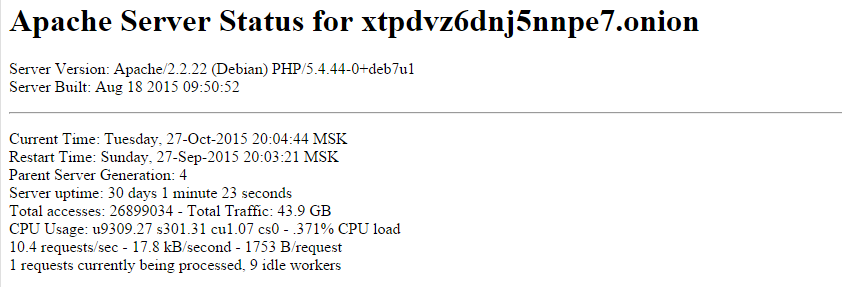 Apache Server Status for xtpdvz6dnj5nnpe7.onion
Server Version: Apache/2.2.22 (Debian) PHP/5.4.44-0+deb7u1
Server Built: Aug 18 2015 09:50:52
Current Time: Tuesday, 27-Oct-2015 20:04:44 MSK
Restart Time: Sunday, 27-Sep-2015 20:03:21 MSK
Parent Server Generation: 4
Server uptime: 30 days 1 minute 23 seconds
Total accesses: 26899034 - Total Traffic: 43.9 GB
CPU Usage: u9309.27 s301.31 cu1.07 cs0 - .371% CPU load
10.4 requests/sec - 17.8 kB/second - 1753 B/request
1 requests currently being processed, 9 idle workers